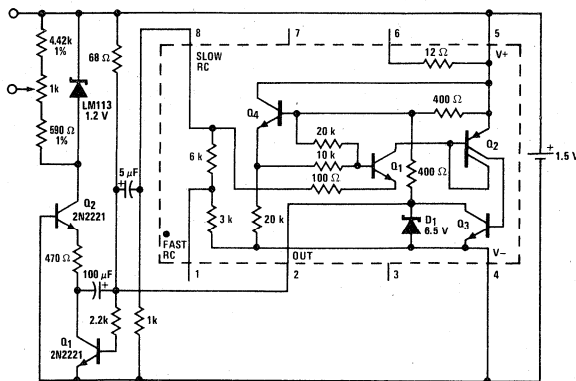 8
7
6
5
4.42k
1%
68 Ω
SLOW
RC
12 Ω
V+
1k
LM113
1.2 V
Q4
400 Ω
590 Ω
1%
5 μF
+
20 k
10 k
100 Ω
Q1
400 Ω
Q2
+
1.5 V
6 k
Q2
2N2221
3 k
20 k
D1
6.5 V
Q3
470 Ω
FAST
RC
OUT
V−
100 μF
+
1
2
3
4
2.2k
1k
Q1
2N2221